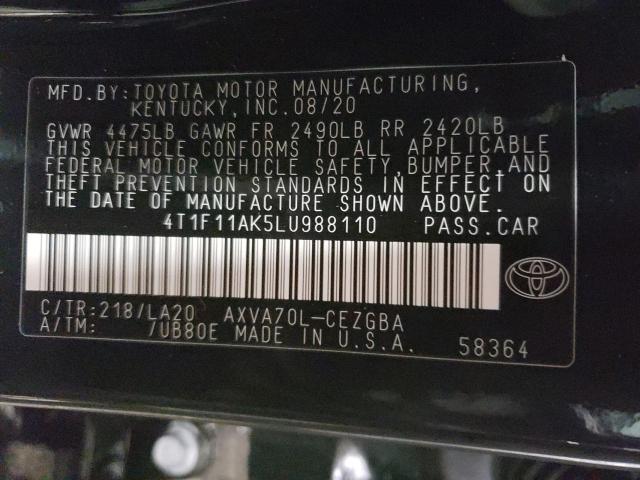 MFD.BY:TOYOTA MOTOR MANUFACTURING,
KENTUCKY,INC.08/20
GVWR 4475LB GAWR FR 2490LB RR 2420LB
THIS VEHICLE CONFORMS TO ALL APPLICABLE
FEDERAL MOTOR VEHICLE SAFETY,BUMPER,AND
THEFT PREVENTION STANDARDS IN EFFECT ON
THE DATE OF MANUFACTURE SHOWN ABOVE.
4T1F11AK5LU988110 PASS.CAR
C/TR:218/LA20 AXVA70L-CEZGBA
A/TM: /UB80E MADE IN U.S.A.
58364